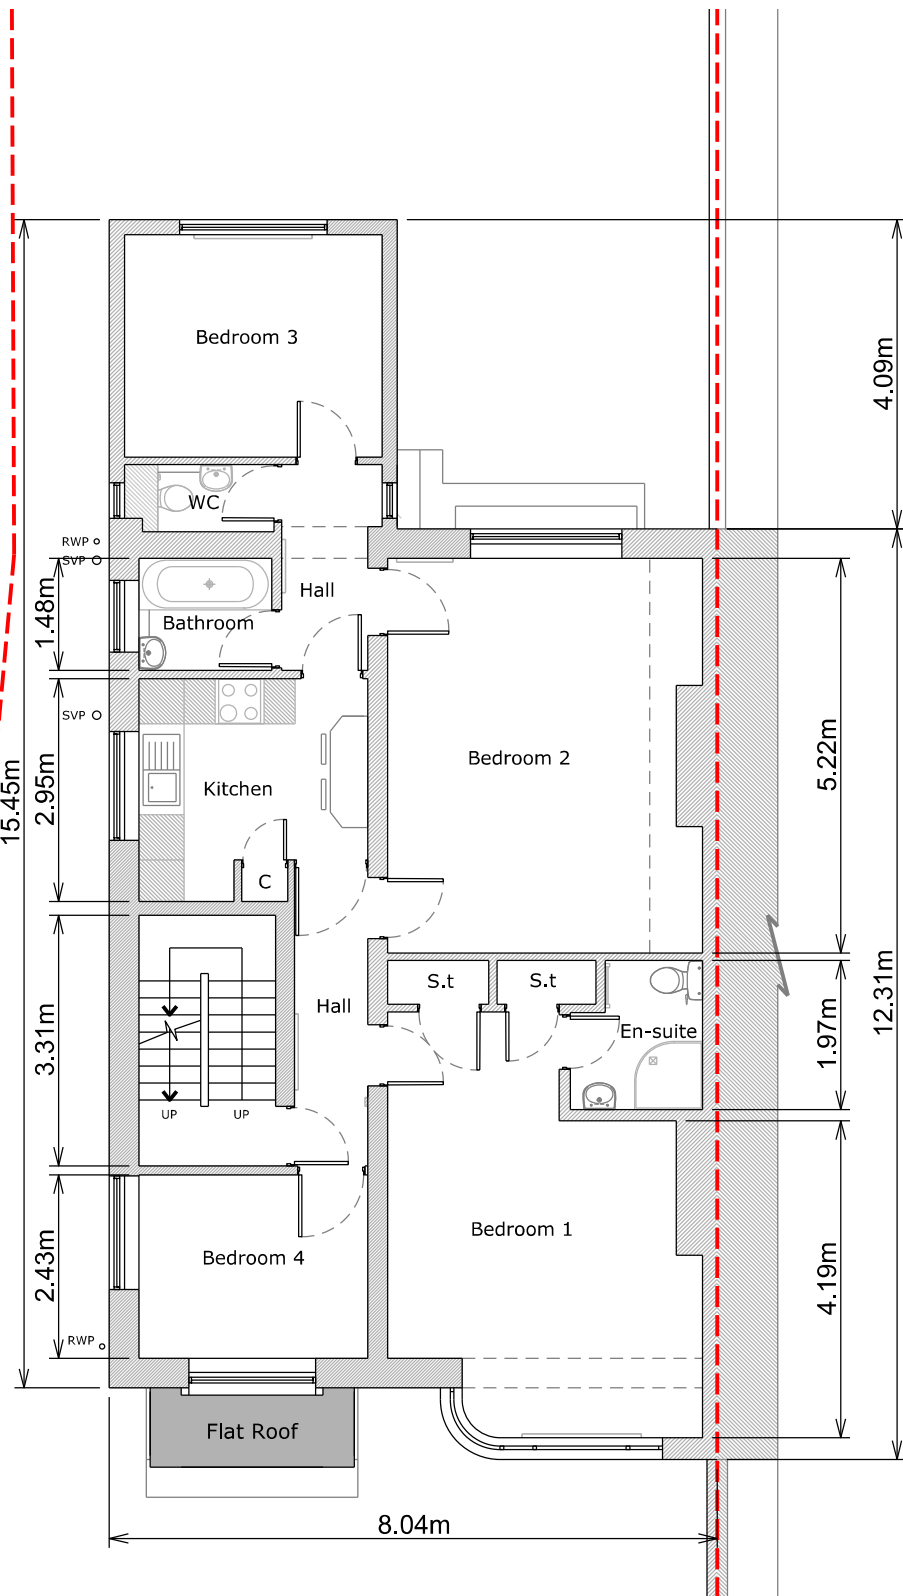 Bedroom 3
4.09m
WC
RWP
SVP
Hall
1.48m
Bathroom
SVP
15.45m
2.95m
Kitchen
Bedroom 2
5.22m
C
S.t
S.t
Hall
En-suite
3.31m
1.97m
12.31m
UP
UP
Bedroom 1
Bedroom 4
2.43m
4.19m
RWP
Flat Roof
8.04m